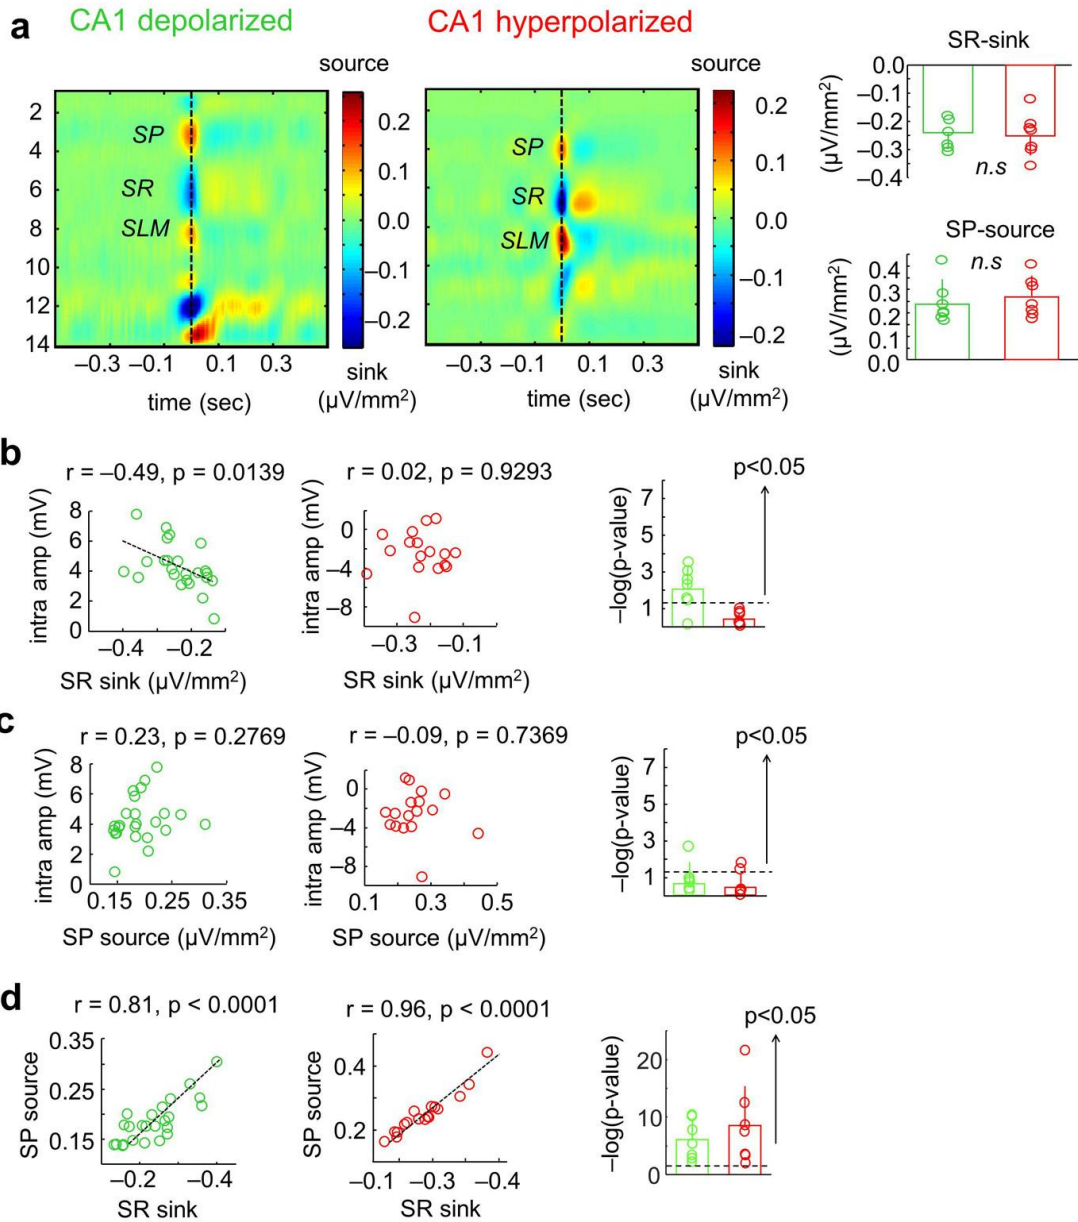 a
CA1 depolarized
CA1 hyperpolarized
source
source
SR-sink
2
4
6
8
10
12
14
SP
SR
SLM
0.2
0.1
0.0
–0.1
–0.2
–0.3 –0.1 0.1 0.3
time (sec)
sink
(µV/mm²)
SP
SR
SLM
0.2
0.1
0.0
–0.1
–0.2
–0.3 –0.1 0.1 0.3
time (sec)
sink
(µV/mm²)
0.0
–0.1
–0.2
–0.3
–0.4
(µV/mm²)
n.s
SP-source
n.s
0.4
0.3
0.2
0.1
0.0
(µV/mm²)
b
r = –0.49, p = 0.0139
r = 0.02, p = 0.9293
p<0.05
intra amp (mV)
8
6
4
2
0
–0.4 –0.2
SR sink (µV/mm²)
intra amp (mV)
0
–4
–8
–0.3 –0.1
SR sink (µV/mm²)
–log(p-value)
7
5
3
1
c
r = 0.23, p = 0.2769
r = –0.09, p = 0.7369
p<0.05
intra amp (mV)
8
6
4
2
0
0.15 0.25 0.35
SP source (µV/mm²)
intra amp (mV)
0
–4
–8
0
0.1 0.3 0.5
SP source (µV/mm²)
–log(p-value)
7
5
3
1
d
r = 0.81, p < 0.0001
r = 0.96, p < 0.0001
p<0.05
SP source
0.35
0.25
0.15
–0.2 –0.4
SR sink
SP source
0.4
0.2
–0.1 –0.3 –0.4
SR sink
–log(p-value)
20
10
0